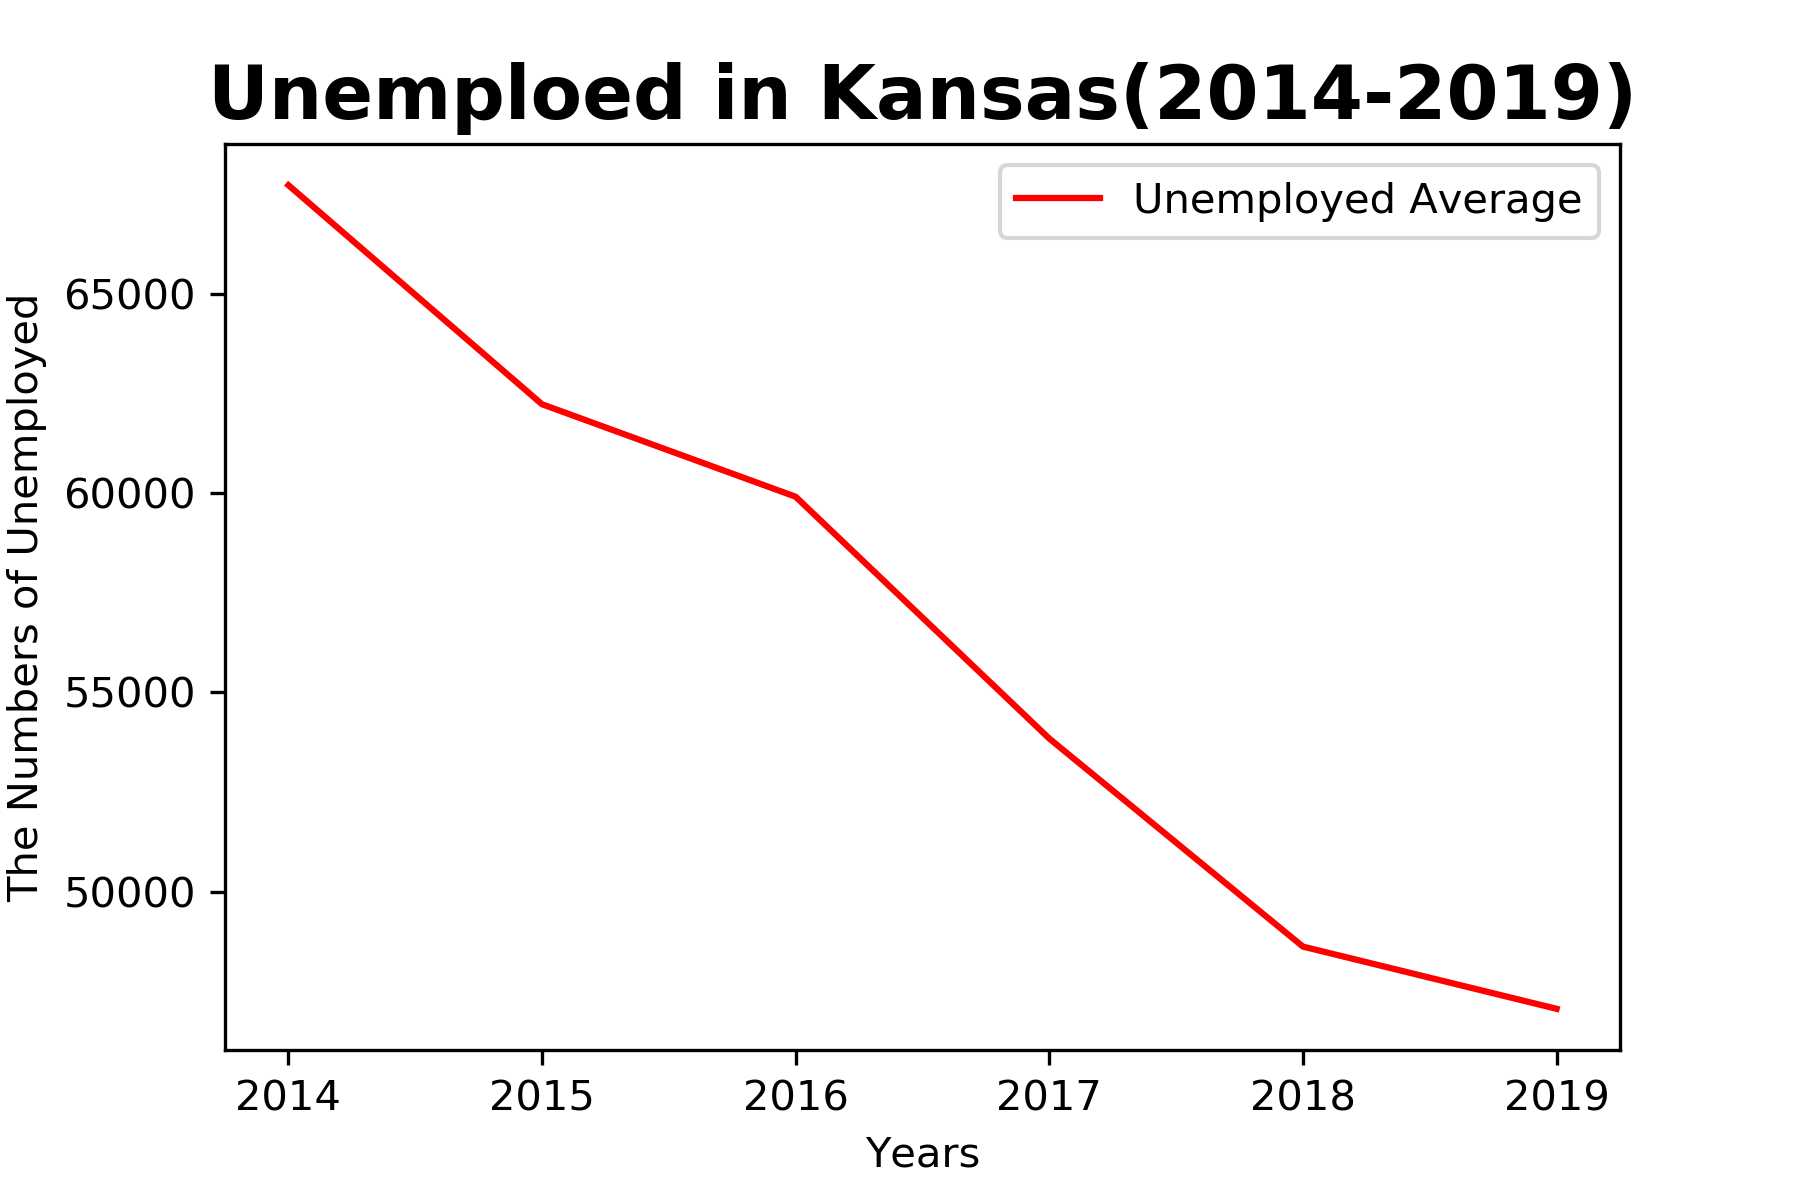 Unemploed in Kansas(2014-2019)
Unemployed Average
The Numbers of Unemployed
65000
60000
55000
50000
2014 2015 2016 2017 2018 2019
Years